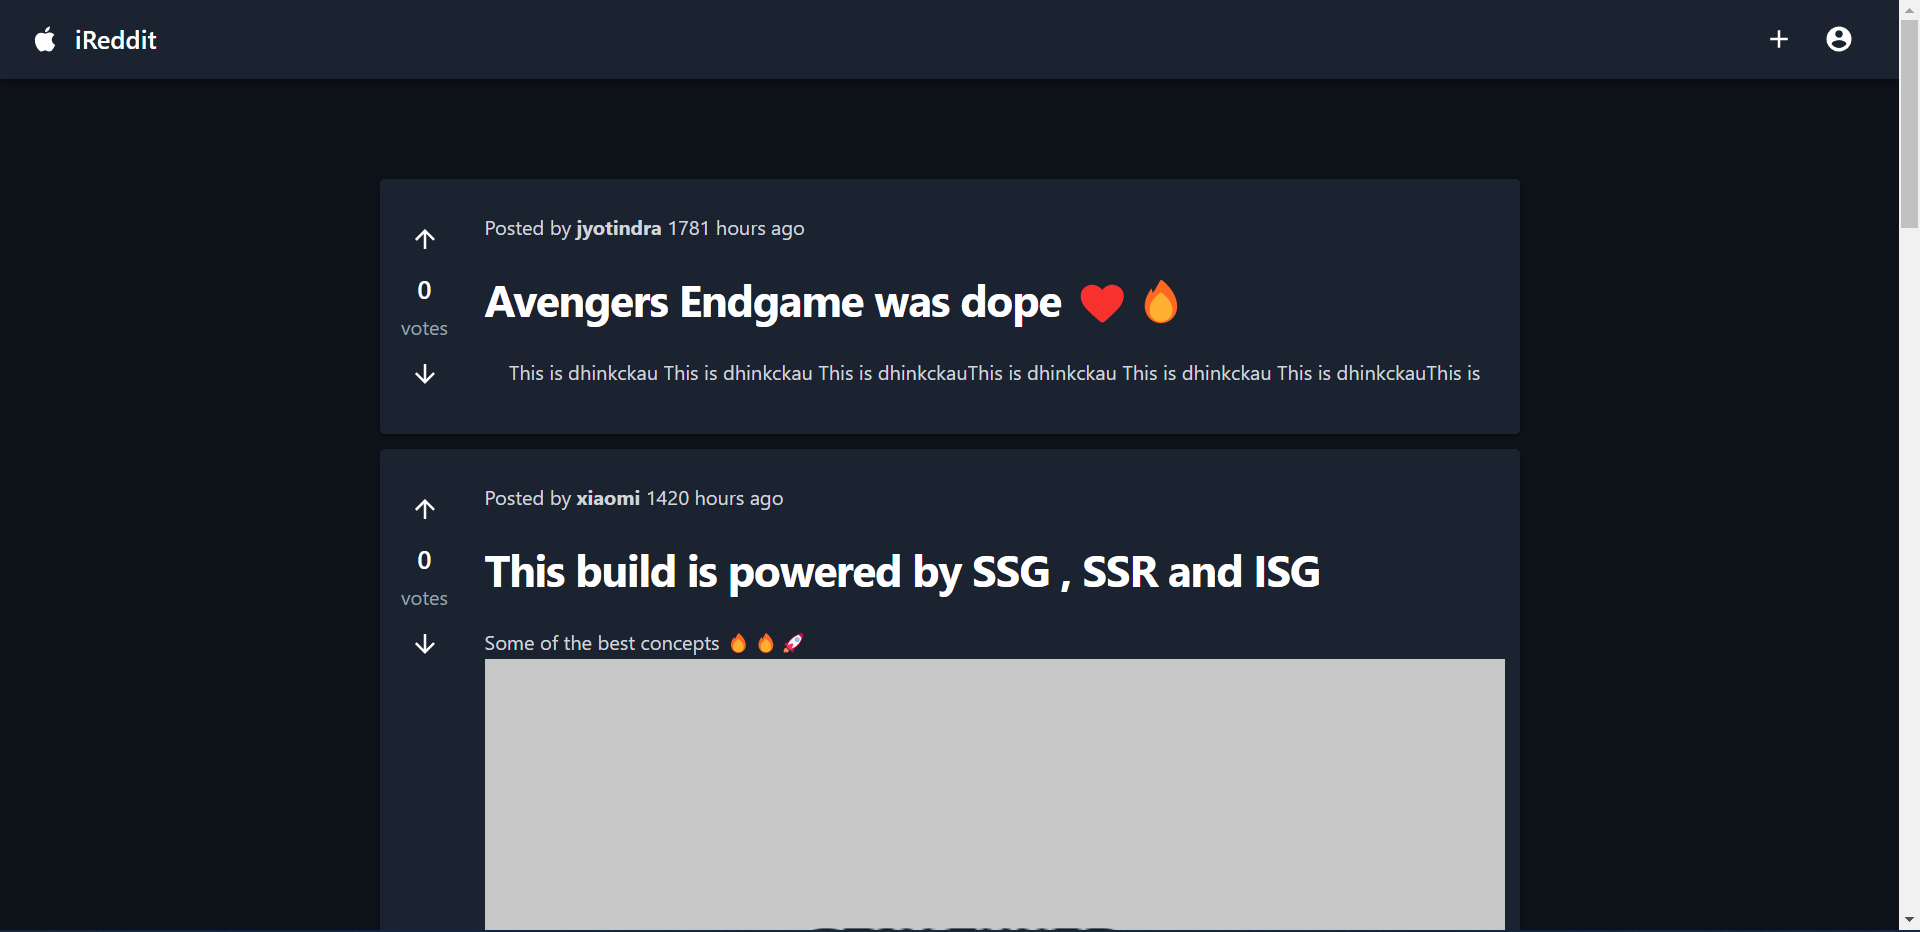 iReddit
Posted by jyotindra 1781 hours ago
0
votes
Avengers Endgame was dope ❤️ 🔥
This is dhinkckau This is dhinkckau This is dhinkckauThis is dhinkckau This is dhinkckau This is dhinkckauThis is
Posted by xiaomi 1420 hours ago
0
votes
This build is powered by SSG , SSR and ISG
Some of the best concepts 🔥 🔥 🚀